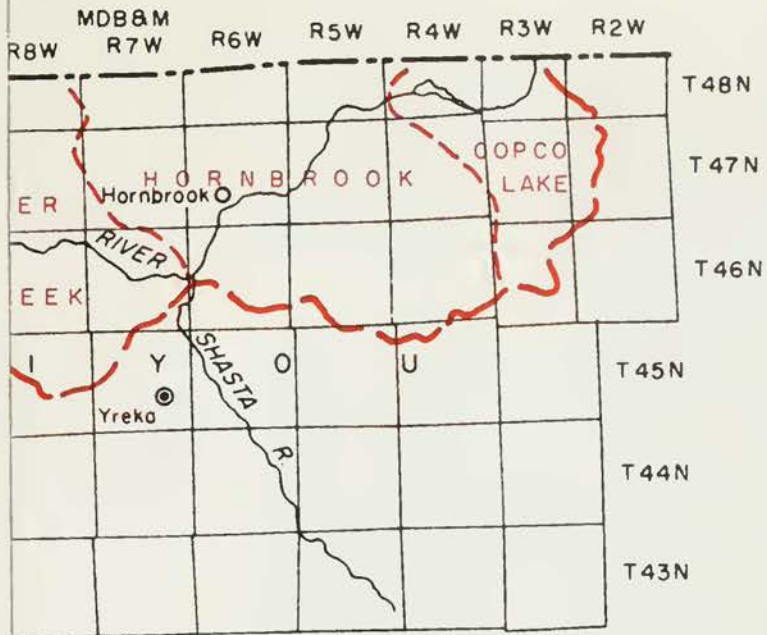 MDB&M
R8W R7W R6W R5W R4W R3W R2W
T48N
HORNBROOK COPCO T47N
Hornbrook LAKE
ER
RIVER T46N
EEK
I Y O U T45N
SHASTA R.
Yreka
T44N
T43N